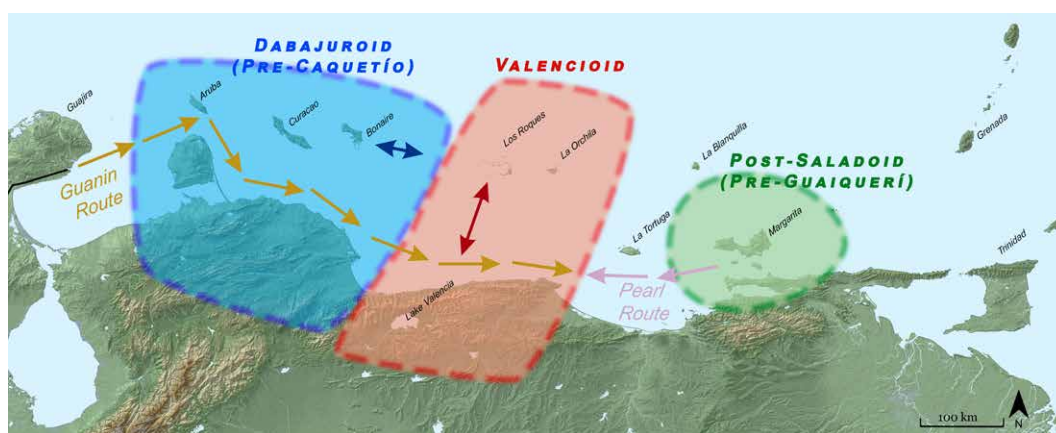 DABAJUROID
(PRE-CAQUETÍO)
VALENCIOID
Guajira
Aruba
Curacao
Bonaire
Los Roques
La Orchila
La Blanquilla
Grenada
POST-SALADOID
(PRE-GUAIQUERÍ)
Guanin
Route
La Tortuga
Margarita
Trinidad
Lake Valencia
Pearl
Route
100 km
N